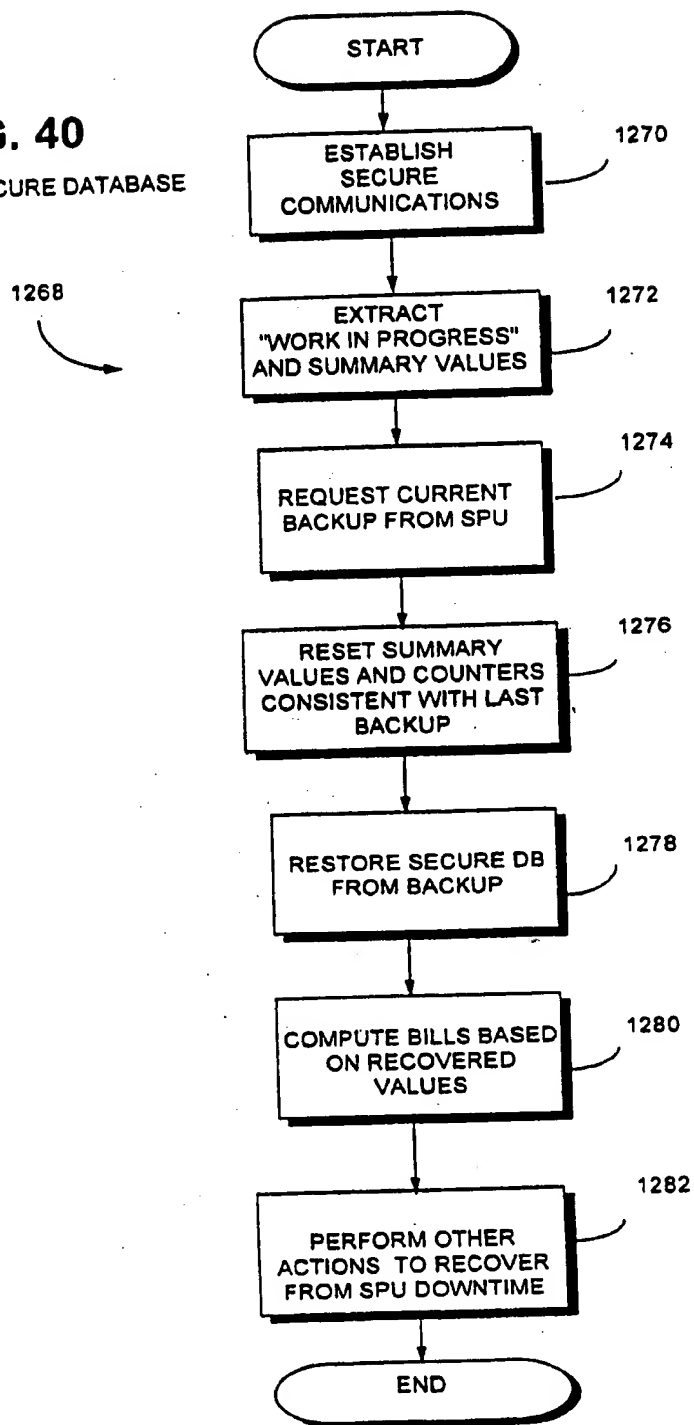 START
G. 40
CURE DATABASE
1268
ESTABLISH
SECURE
COMMUNICATIONS
1270
EXTRACT
"WORK IN PROGRESS"
AND SUMMARY VALUES
1272
REQUEST CURRENT
BACKUP FROM SPU
1274
RESET SUMMARY
VALUES AND COUNTERS
CONSISTENT WITH LAST
BACKUP
1276
RESTORE SECURE DB
FROM BACKUP
1278
COMPUTE BILLS BASED
ON RECOVERED
VALUES
1280
PERFORM OTHER
ACTIONS TO RECOVER
FROM SPU DOWNTIME
1282
END